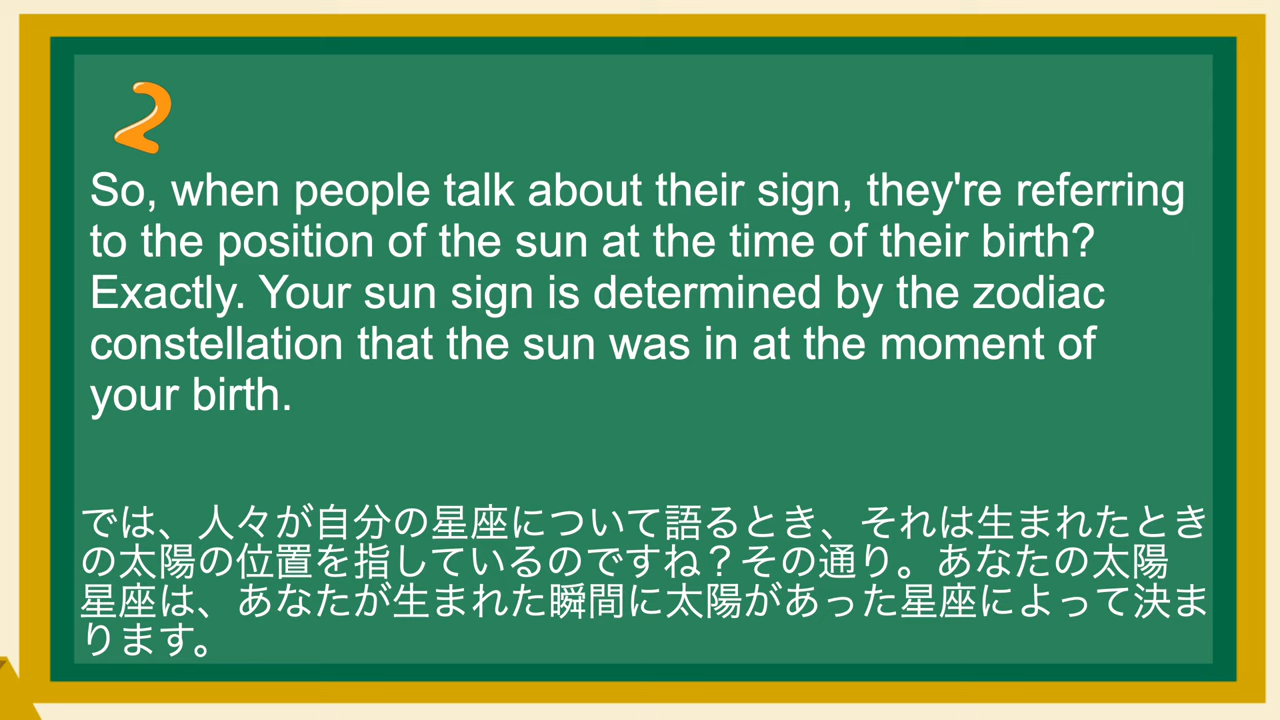 2
So, when people talk about their sign, they're referring
to the position of the sun at the time of their birth?
Exactly. Your sun sign is determined by the zodiac
constellation that the sun was in at the moment of
your birth.
では、人々が自分の星座について語るとき、それは生まれたとき
の太陽の位置を指しているのですね？その通り。あなたの太陽
星座は、あなたが生まれた瞬間に太陽があった星座によって決ま
ります。